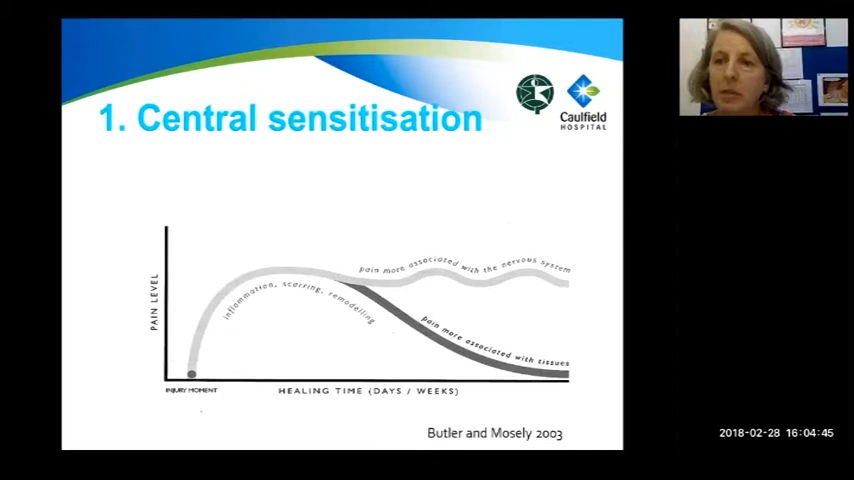 1. Central sensitisation
Caulfield
HOSPITAL
pain more associated with the nervous system
inflammation, scarring, remodelling
pain more associated with tissues
PAIN LEVEL
INJURY MOMENT
HEALING TIME (DAYS / WEEKS)
Butler and Mosely 2003
2018-02-28 16:04:45